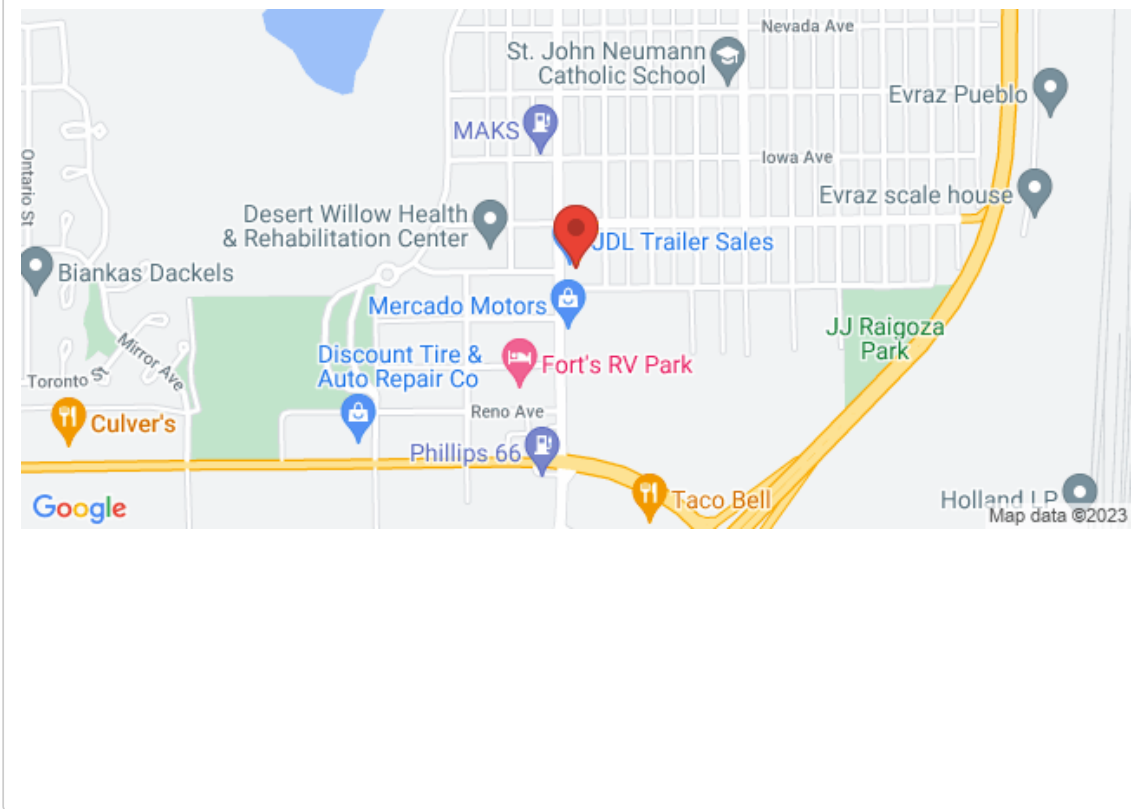 Nevada Ave
St. John Neumann
Catholic School
Evraz Pueblo
MAKS
Iowa Ave
Ontario St
Evraz scale house
Desert Willow Health
& Rehabilitation Center
JDL Trailer Sales
Biankas Dackels
Mercado Motors
JJ Raigoza
Park
Mirror Ave
Discount Tire &
Auto Repair Co
Fort's RV Park
Toronto St
Culver's
Reno Ave
Phillips 66
Taco Bell
Holland LP
Google
Map data ©2023